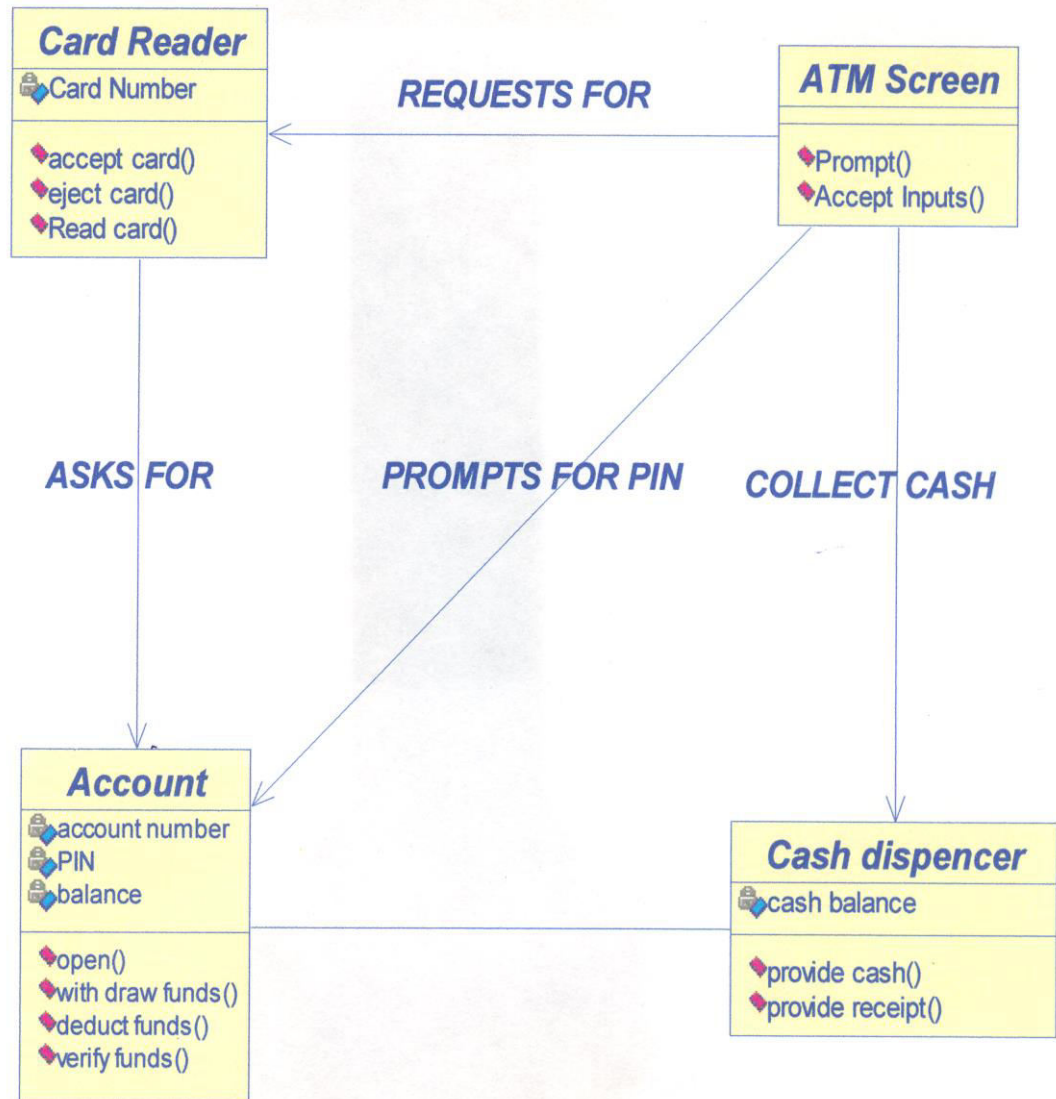 Card Reader
Card Number
accept card()
eject card()
Read card()
REQUESTS FOR
ATM Screen
Prompt()
Accept Inputs()
ASKS FOR
PROMPTS FOR PIN
COLLECT CASH
Account
account number
PIN
balance
open()
with draw funds()
deduct funds()
verify funds()
Cash dispencer
cash balance
provide cash()
provide receipt()